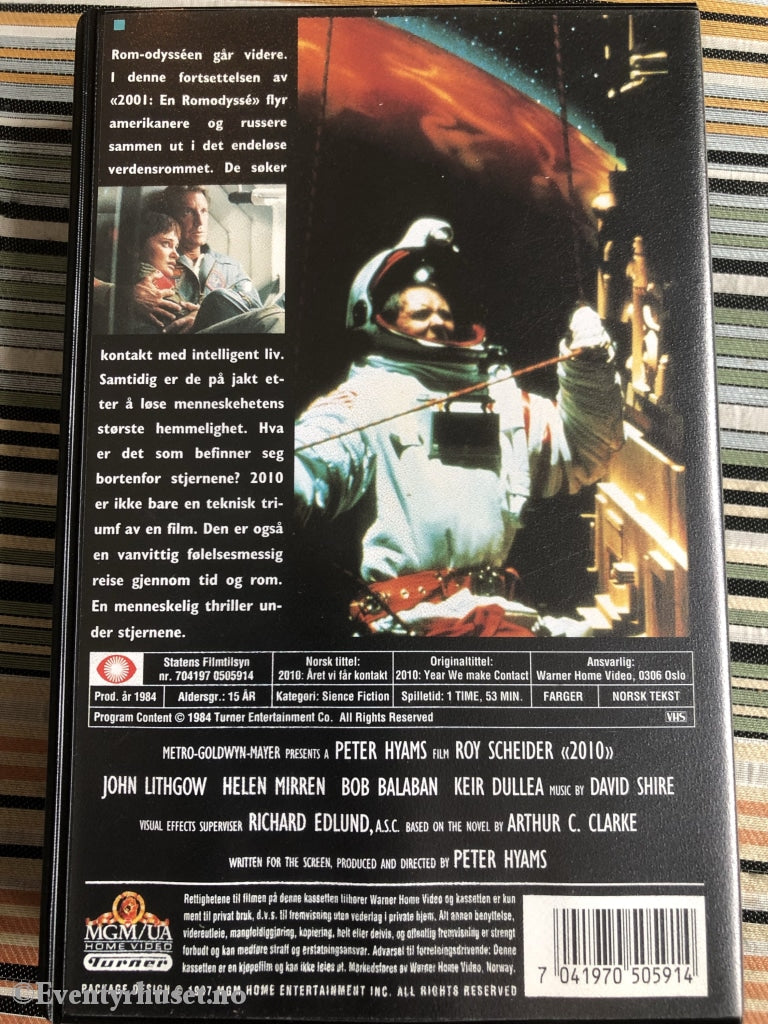 Rom-odysséen går videre.
I denne fortsettelsen av
«2001: En Romodyssé» flyr
amerikanere og russere
sammen ut i det endeløse
verdensrommet. De søker
kontakt med intelligent liv.
Samtidig er de på jakt et-
ter å løse menneskehetens
største hemmelighet. Hva
er det som befinner seg
bortenfor stjernene? 2010
er ikke bare en teknisk tri-
umf av en film. Den er også
en vanvittig følelsesmessig
reise gjennom tid og rom.
En menneskelig thriller un-
der stjernene.
Statens Filmtilsyn
nr. 704197 0505914
Norsk tittel:
2010: Året vi får kontakt
Originaltittel:
2010: Year We make Contact
Ansvarlig:
Warner Home Video, 0306 Oslo
Prod. år 1984
Aldersgr.: 15 ÅR
Kategori: Sience Fiction
Spilletid: 1 TIME, 53 MIN.
FARGER
NORSK TEKST
Program Content © 1984 Turner Entertainment Co. All Rights Reserved
VHS
METRO-GOLDWYN-MAYER PRESENTS A PETER HYAMS FILM ROY SCHEIDER «2010»
JOHN LITHGOW HELEN MIRREN BOB BALABAN KEIR DULLEA MUSIC BY DAVID SHIRE
VISUAL EFFECTS SUPERVISER RICHARD EDLUND, A.S.C. BASED ON THE NOVEL BY ARTHUR C. CLARKE
WRITTEN FOR THE SCREEN, PRODUCED AND DIRECTED BY PETER HYAMS
MGM/UA
HOME VIDEO
Turner
Rettighetene til filmen på denne kassetten tilhører Warner Home Video og kassetten er kun
ment til privat bruk, d.v.s. til fremvisning uten vederlag i private hjem. All annen benyttelse,
videreutleie, mangfoldiggjøring, kopiering, helt eller delvis, og offentlig fremvisning er strengt
forbudt og kan medføre straff og erstatningsansvar. Advarsel til forretningsdrivende: Denne
kassetten er en kjøpefilm og kan ikke leies ut. Markedsføres av Warner Home Video, Norway.
PACKAGE DESIGN © 1997 MGM HOME ENTERTAINMENT INC. ALL RIGHTS RESERVED
7 041970 505914
©Eventyrhuset.no